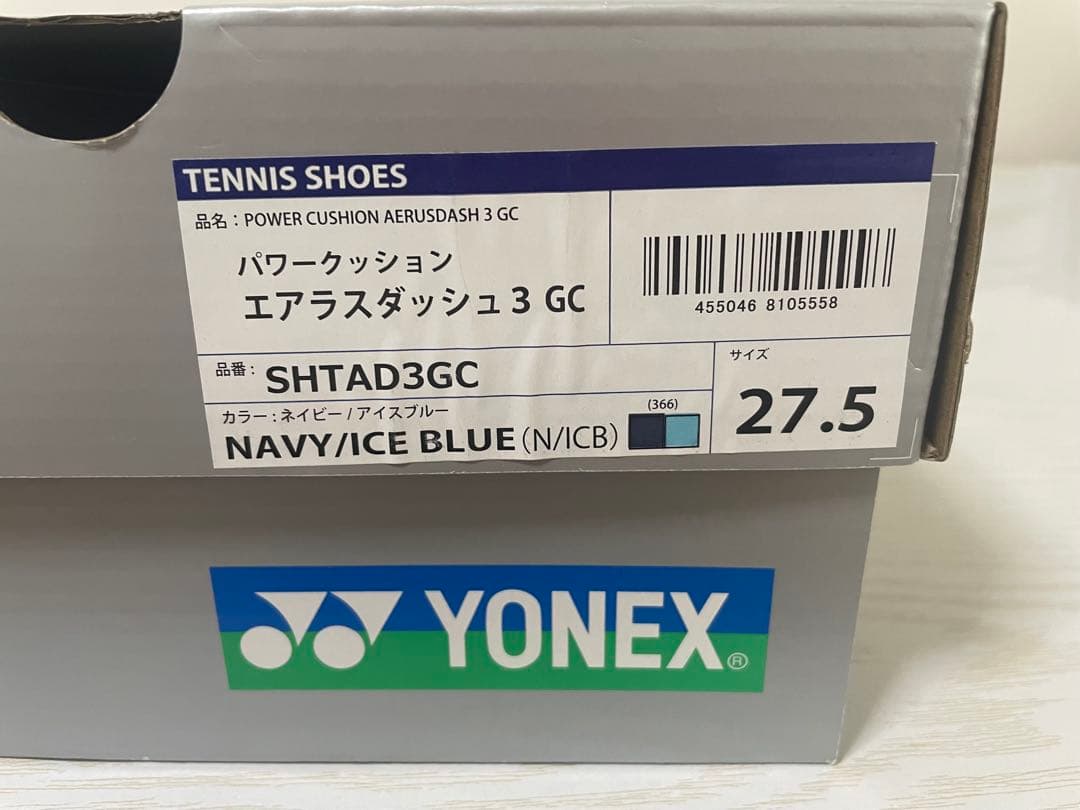 TENNIS SHOES
品名：POWER CUSHION AERUSDASH 3 GC
パワークッション
エアラスダッシュ3 GC
455046 8105558
品番：SHTAD3GC
カラー：ネイビー/アイスブルー
NAVY/ICE BLUE(N/ICB)
(366)
サイズ
27.5
YONEX®